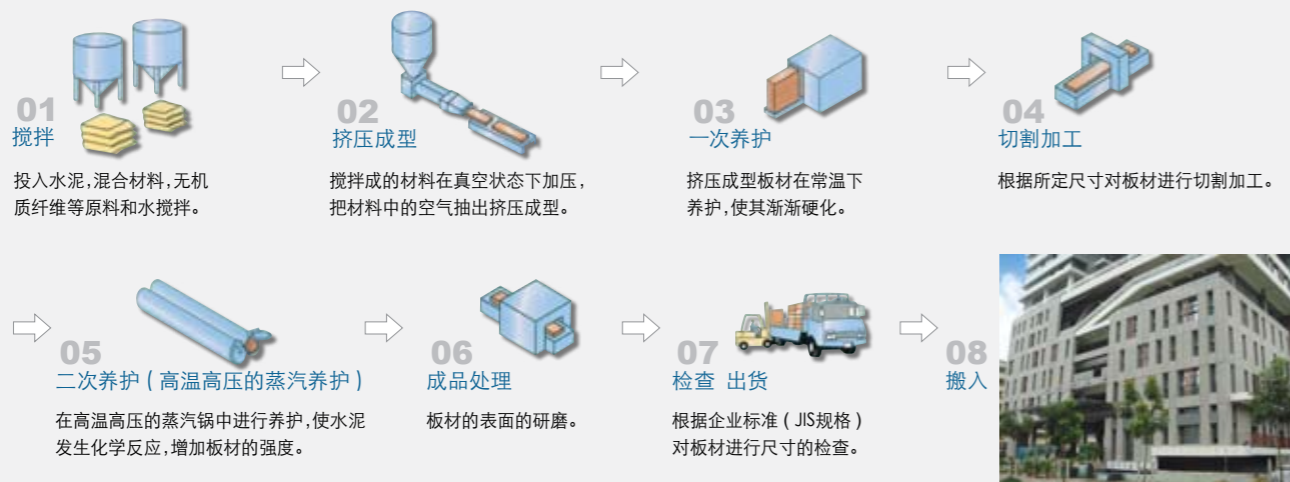 01
搅拌
投入水泥,混合材料,无机
质纤维等原料和水搅拌。
02
挤压成型
搅拌成的材料在真空状态下加压,
把材料中的空气抽出挤压成型。
03
一次养护
挤压成型板材在常温下
养护,使其渐渐硬化。
04
切割加工
根据所定尺寸对板材进行切割加工。
05
二次养护(高温高压的蒸汽养护)
在高温高压的蒸汽锅中进行养护,使水泥
发生化学反应,增加板材的强度。
06
成品处理
板材的表面的研磨。
07
检查 出货
根据企业标准(JIS规格)
对板材进行尺寸的检查。
08
搬入